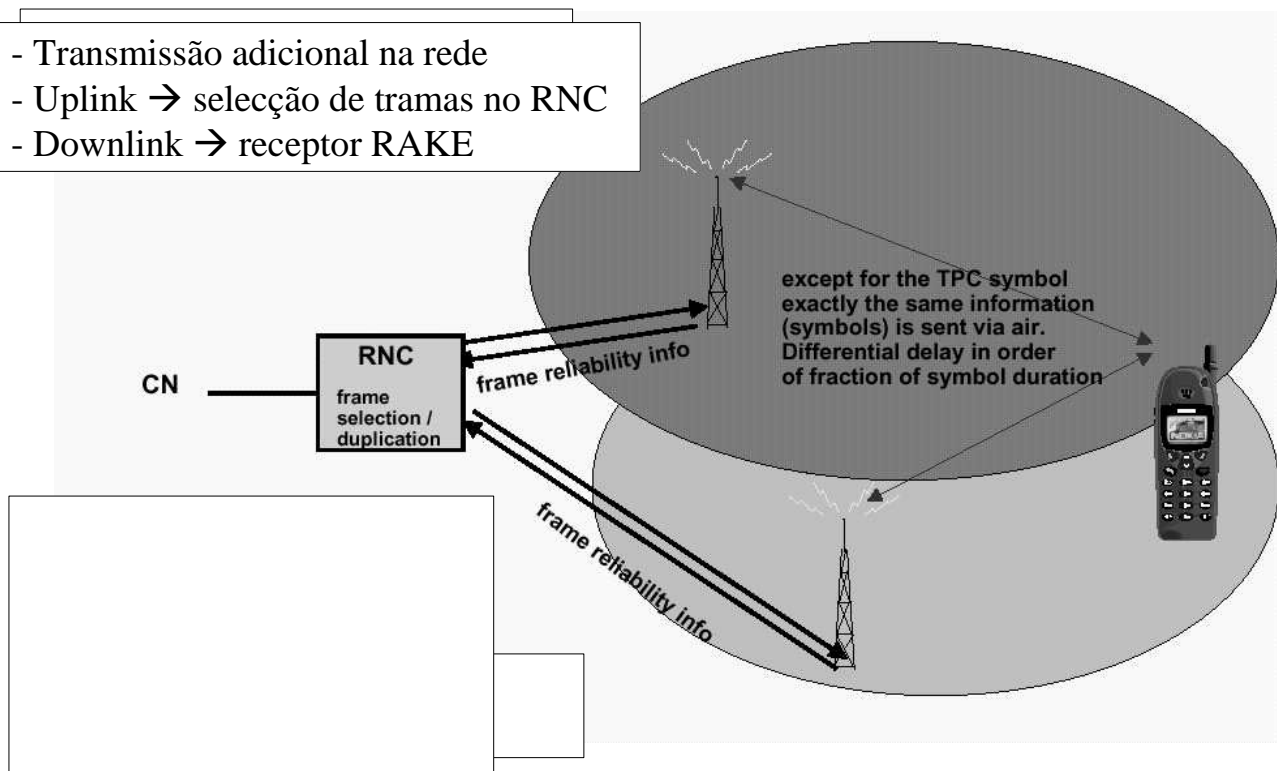 - Transmissão adicional na rede
- Uplink → selecção de tramas no RNC
- Downlink → receptor RAKE
except for the TPC symbol
exactly the same information
(symbols) is sent via air.
Differential delay in order
of fraction of symbol duration
CN
RNC
frame
selection /
duplication
frame reliability info
frame reliability info